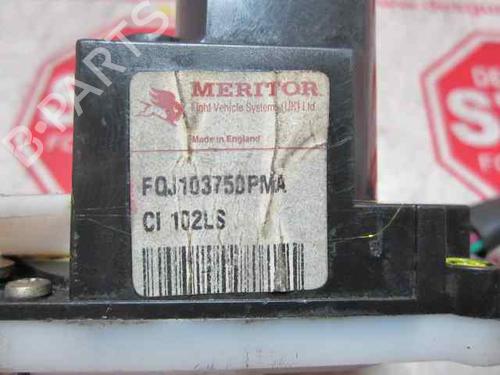 MERITOR
Light Vehicle Systems (UK) Ltd
Made in England
FQJ103750PMA
CI 102LS
B-PARTS